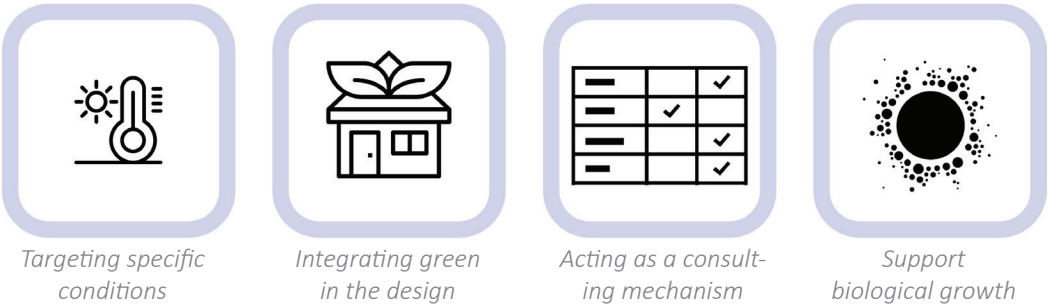 Targeting specific
conditions
Integrating green
in the design
Acting as a consult-
ing mechanism
Support
biological growth